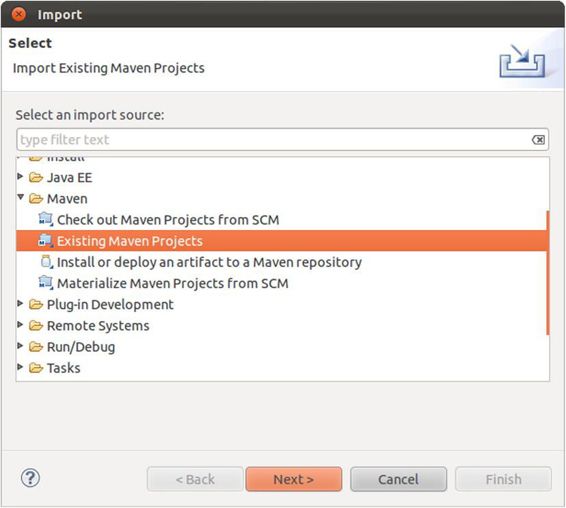 Import
Select
Import Existing Maven Projects
Select an import source:
type filter text
Install
Java EE
Maven
Check out Maven Projects from SCM
Existing Maven Projects
Install or deploy an artifact to a Maven repository
Materialize Maven Projects from SCM
Plug-in Development
Remote Systems
Run/Debug
Tasks
? < Back Next > Cancel Finish